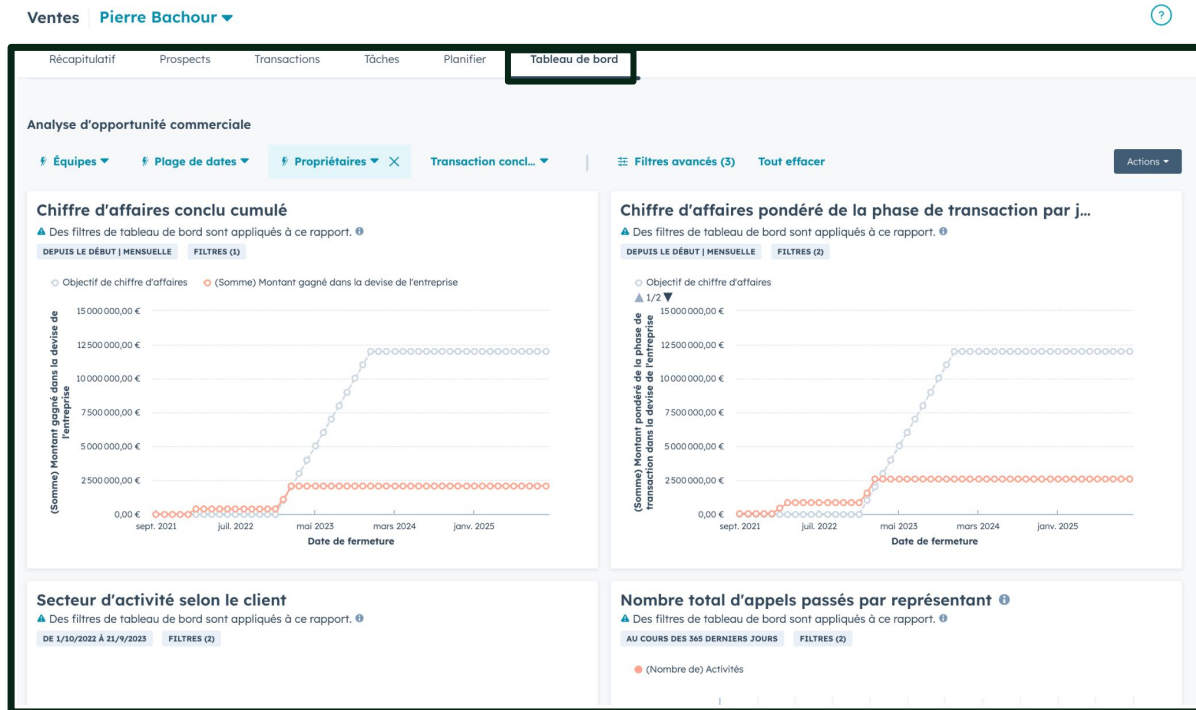 Ventes Pierre Bachour
?
Récapitulatif Prospects Transactions Tâches Planifier Tableau de bord
Analyse d'opportunité commerciale
Équipes Plage de dates Propriétaires Transaction concl... Filtres avancés (3) Tout effacer Actions
Chiffre d'affaires conclu cumulé
Des filtres de tableau de bord sont appliqués à ce rapport.
DEPUIS LE DÉBUT | MENSUELLE FILTRES (1)
Objectif de chiffre d'affaires (Somme) Montant gagné dans la devise de l'entreprise
(Somme) Montant gagné dans la devise de
l'entreprise
15 000 000,00 €
12 500 000,00 €
10 000 000,00 €
7 500 000,00 €
5 000 000,00 €
2 500 000,00 €
0,00 €
sept. 2021 juil. 2022 mai 2023 mars 2024 janv. 2025
Date de fermeture
Chiffre d'affaires pondéré de la phase de transaction par j...
Des filtres de tableau de bord sont appliqués à ce rapport.
DEPUIS LE DÉBUT | MENSUELLE FILTRES (2)
Objectif de chiffre d'affaires
1/2
(Somme) Montant pondéré de la phase de
transaction dans la devise de l'entreprise
15 000 000,00 €
12 500 000,00 €
10 000 000,00 €
7 500 000,00 €
5 000 000,00 €
2 500 000,00 €
0,00 €
sept. 2021 juil. 2022 mai 2023 mars 2024 janv. 2025
Date de fermeture
Secteur d'activité selon le client
Des filtres de tableau de bord sont appliqués à ce rapport.
DE 1/10/2022 À 21/9/2023 FILTRES (2)
Nombre total d'appels passés par représentant
Des filtres de tableau de bord sont appliqués à ce rapport.
AU COURS DES 365 DERNIERS JOURS FILTRES (2)
(Nombre de) Activités